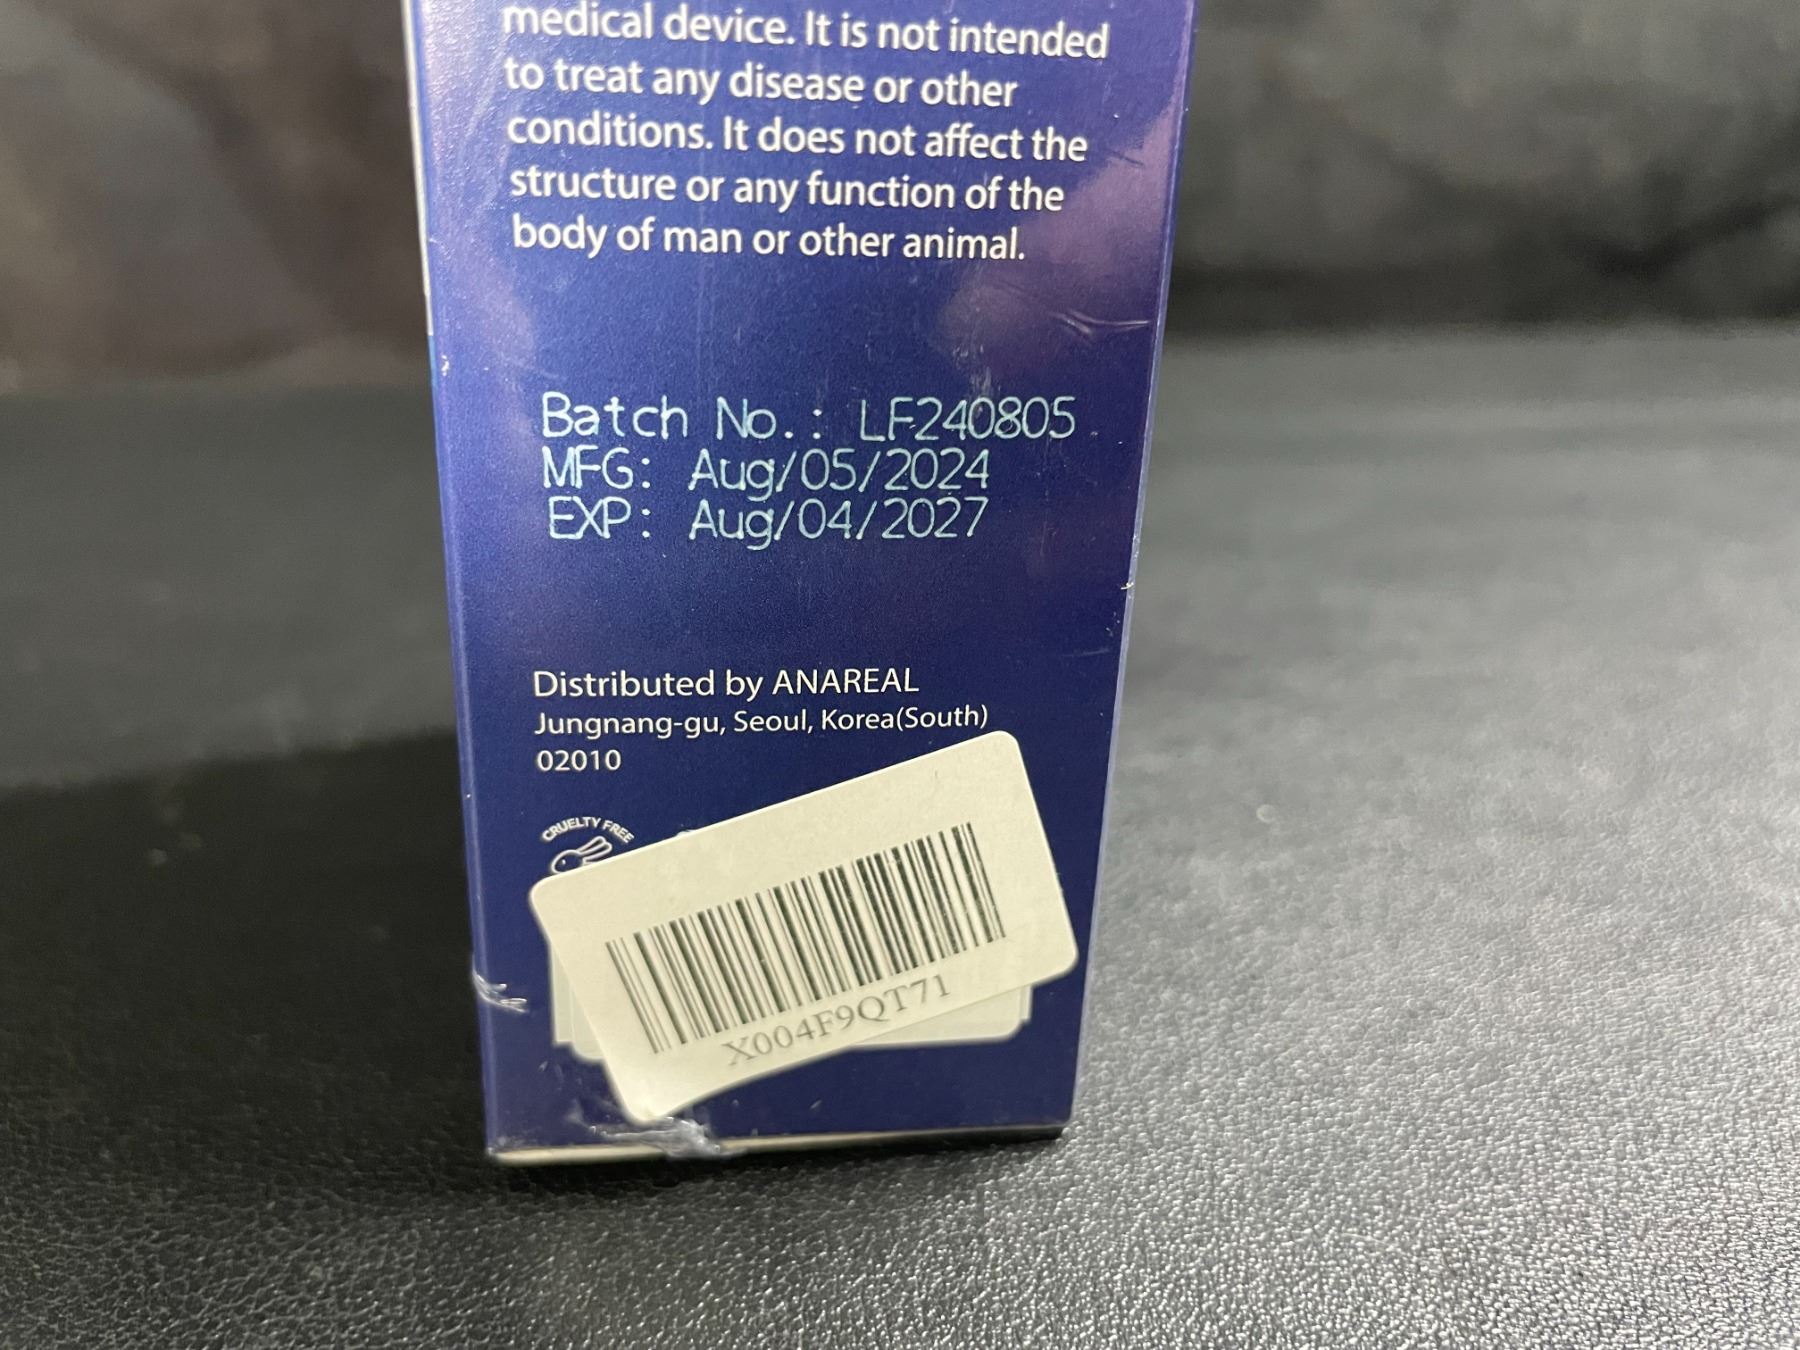 medical device. It is not intended
to treat any disease or other
conditions. It does not affect the
structure or any function of the
body of man or other animal.
Batch No.: LF240805
MFG: Aug/05/2024
EXP: Aug/04/2027
Distributed by ANAREAL
Jungnang-gu, Seoul, Korea(South)
02010
CRUELTY FREE
X004F9QT71